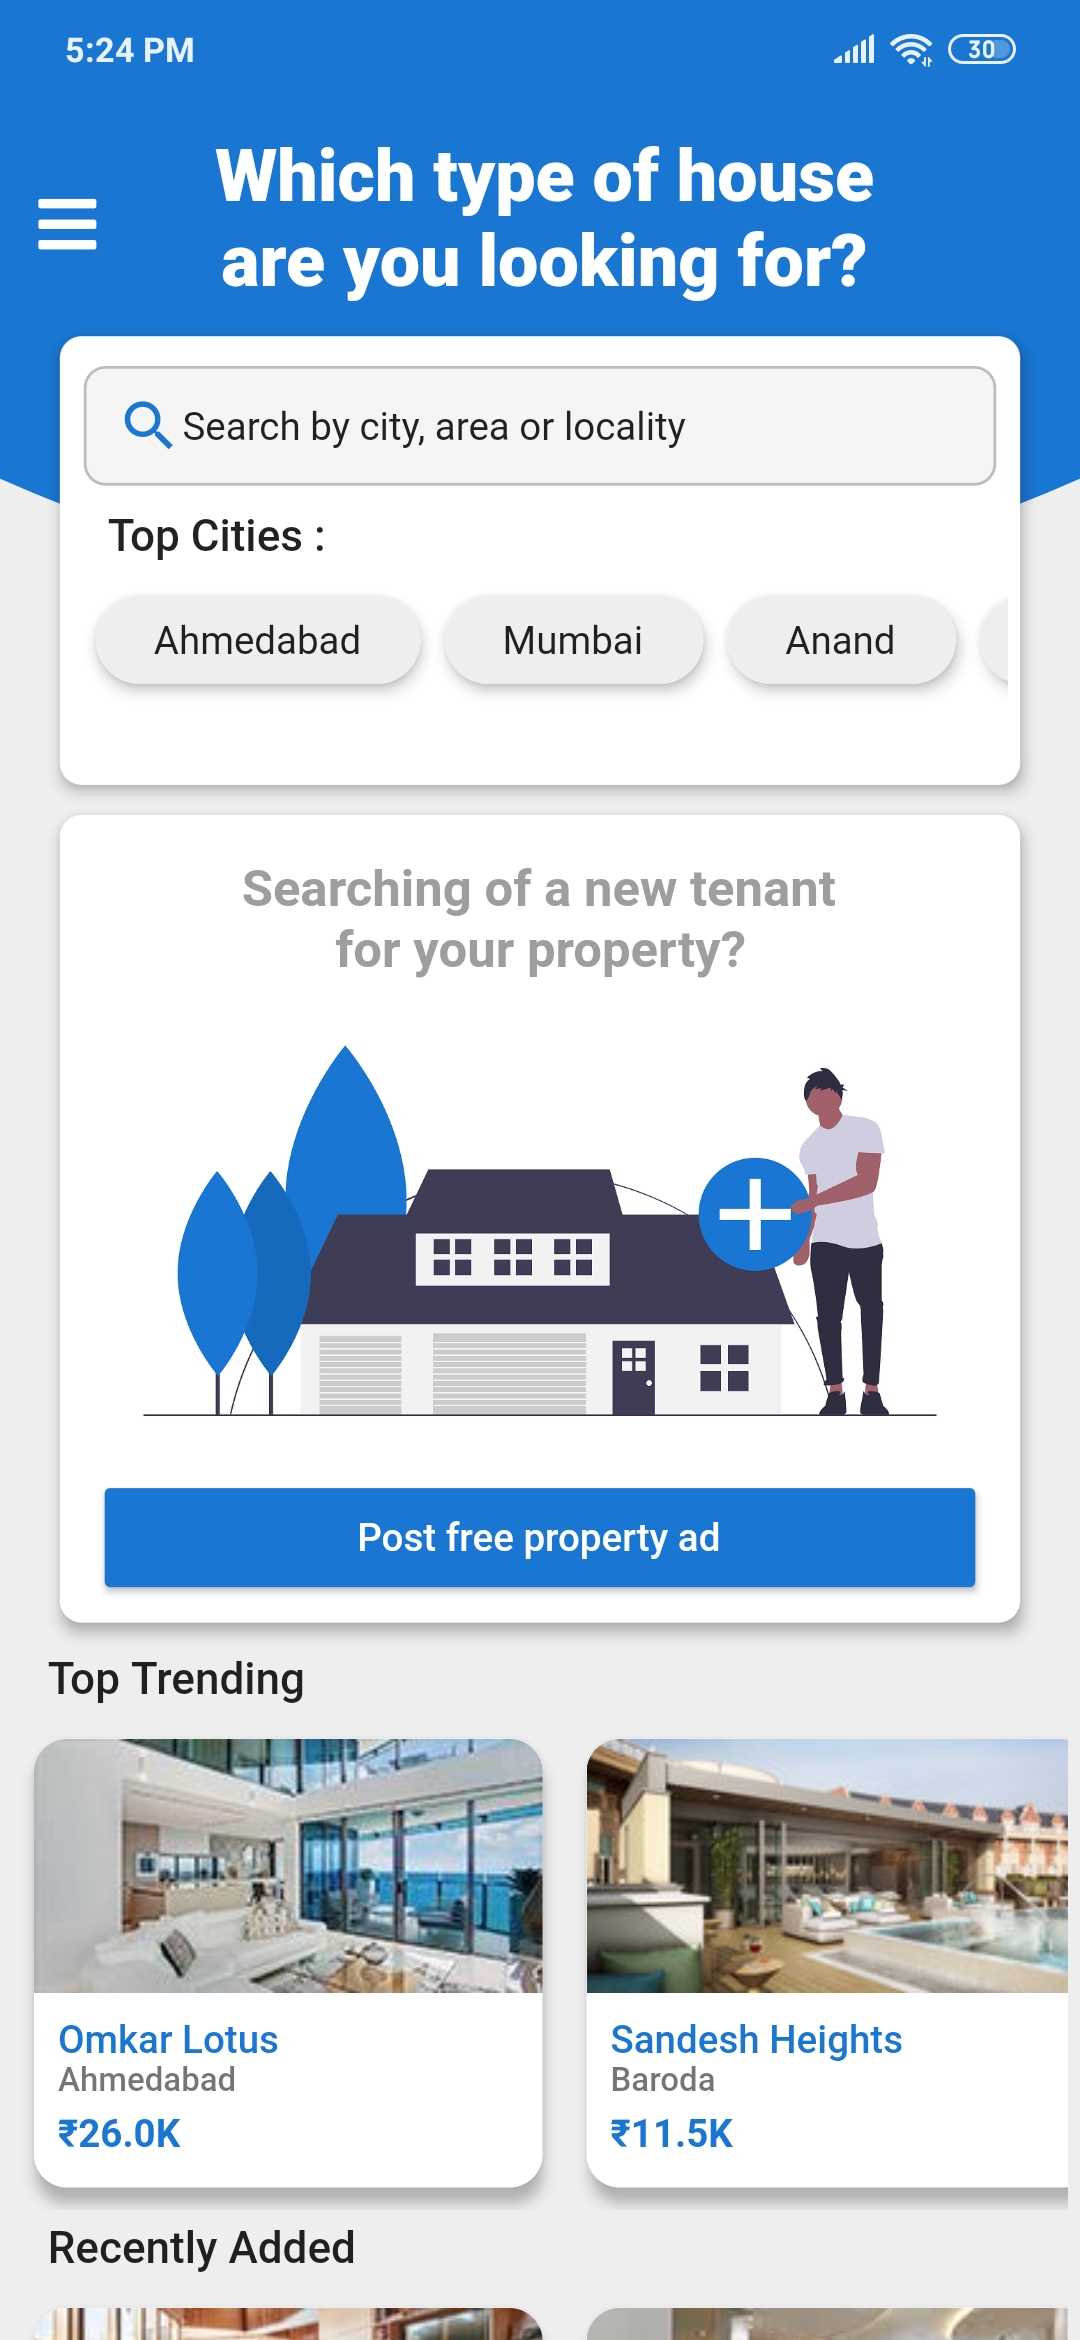 5:24 PM
30
Which type of house
are you looking for?
Search by city, area or locality
Top Cities :
Ahmedabad
Mumbai
Anand
Searching of a new tenant
for your property?
Post free property ad
Top Trending
Omkar Lotus
Ahmedabad
₹26.0K
Sandesh Heights
Baroda
₹11.5K
Recently Added